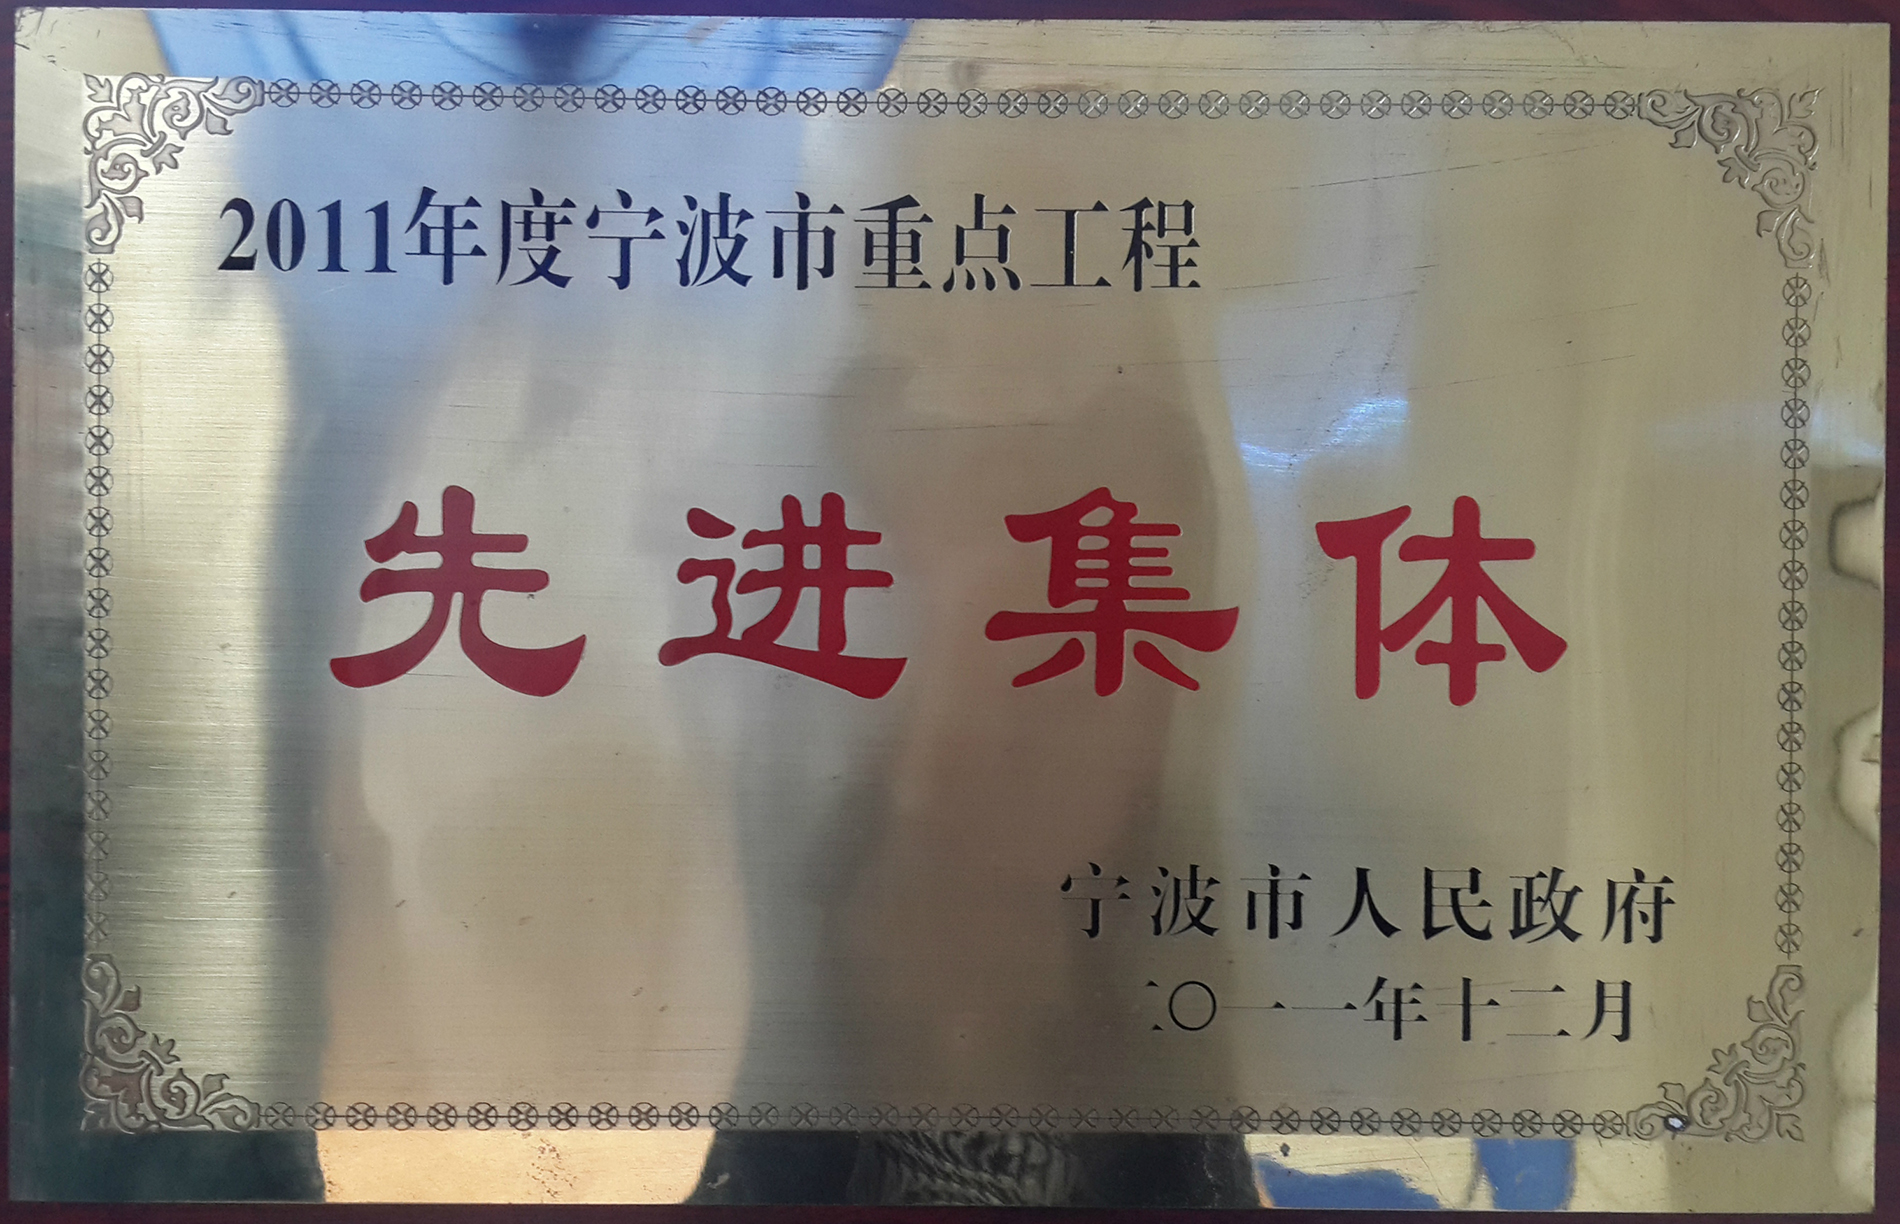 2011年度宁波市重点工程
先进集体
宁波市人民政府
二〇一一年十二月